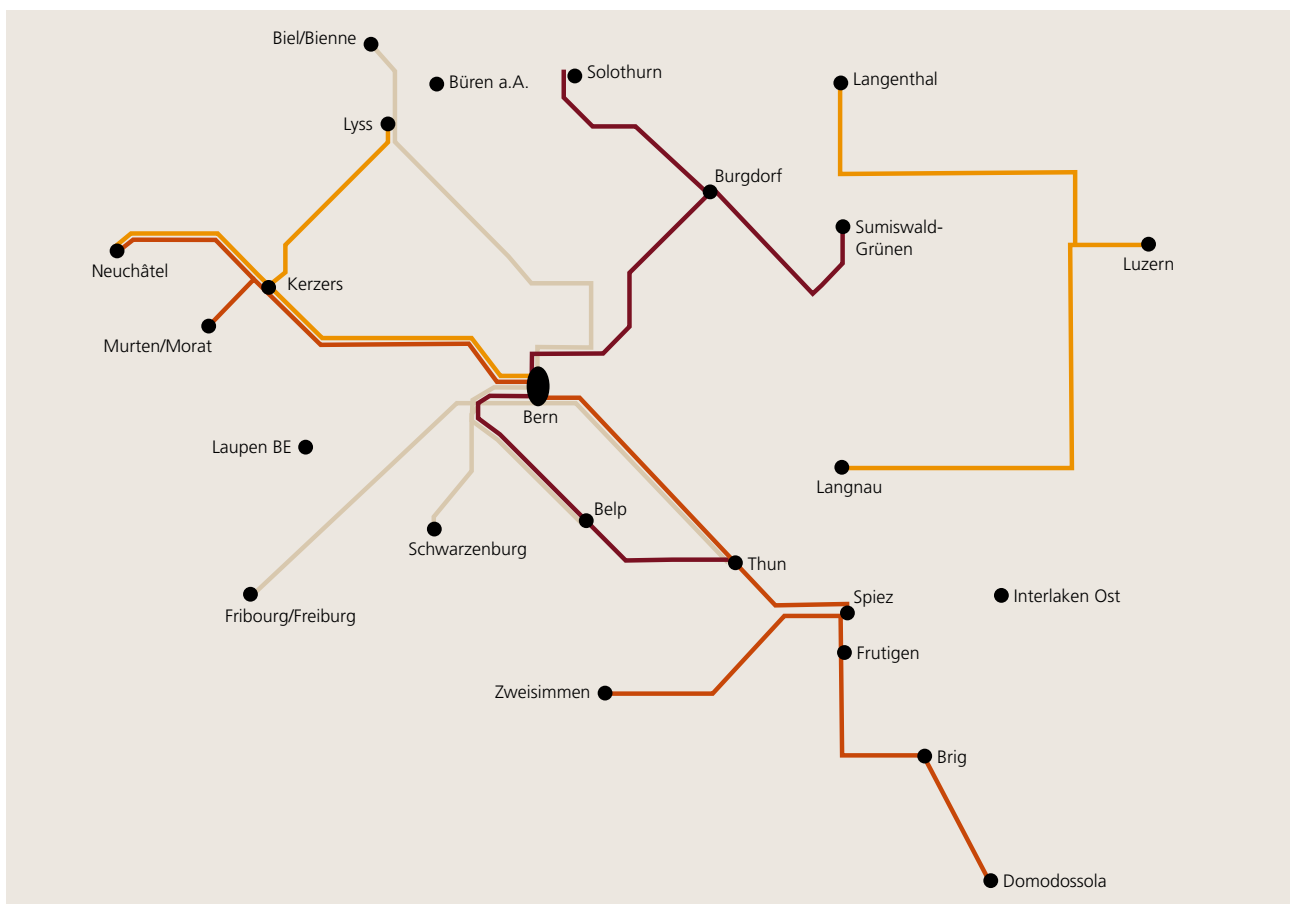 Biel/Bienne
Büren a.A.
Solothurn
Langenthal
Lyss
Burgdorf
Sumiswald-
Grünen
Neuchâtel
Kerzers
Luzern
Murten/Morat
Bern
Laupen BE
Langnau
Belp
Schwarzenburg
Thun
Spiez
Interlaken Ost
Fribourg/Freiburg
Frutigen
Zweisimmen
Brig
Domodossola